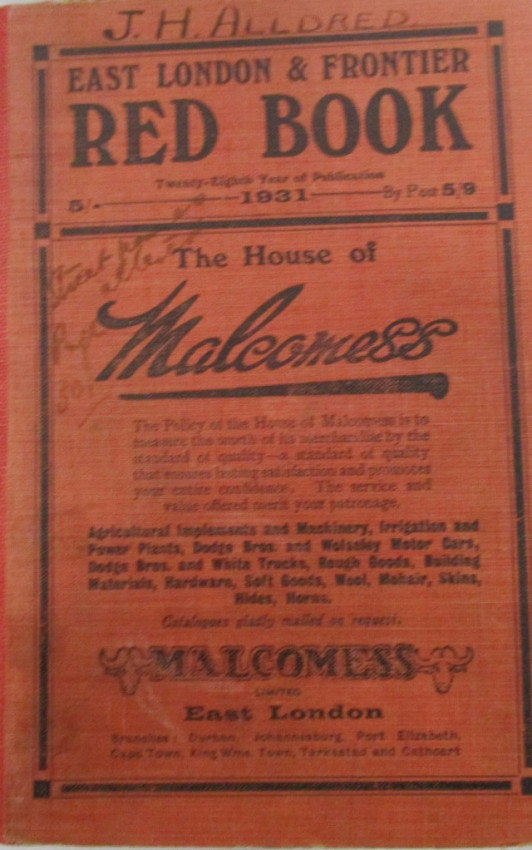 J. H. ALLDRED.
EAST LONDON & FRONTIER
RED BOOK
Twenty-Eighth Year of Publication
5/- 1931 By Post 5/9
Street
Page
301
The House of
Malcomess
The Policy of the House of Malcomess is to
measure the worth of its merchandise by the
standard of quality—a standard of quality
that ensures lasting satisfaction and promotes
your entire confidence. The service and
value offered merit your patronage.
Agricultural Implements and Machinery, Irrigation and
Power Plants, Dodge Bros. and Wolseley Motor Cars,
Dodge Bros. and White Trucks, Rough Goods, Building
Materials, Hardware, Soft Goods, Wool, Mohair, Skins,
Hides, Horns.
Catalogues gladly mailed on request.
MALCOMESS
LIMITED
East London
Branches: Durban, Johannesburg, Port Elizabeth,
Cape Town, King Wms. Town, Tarkastad and Cathcart